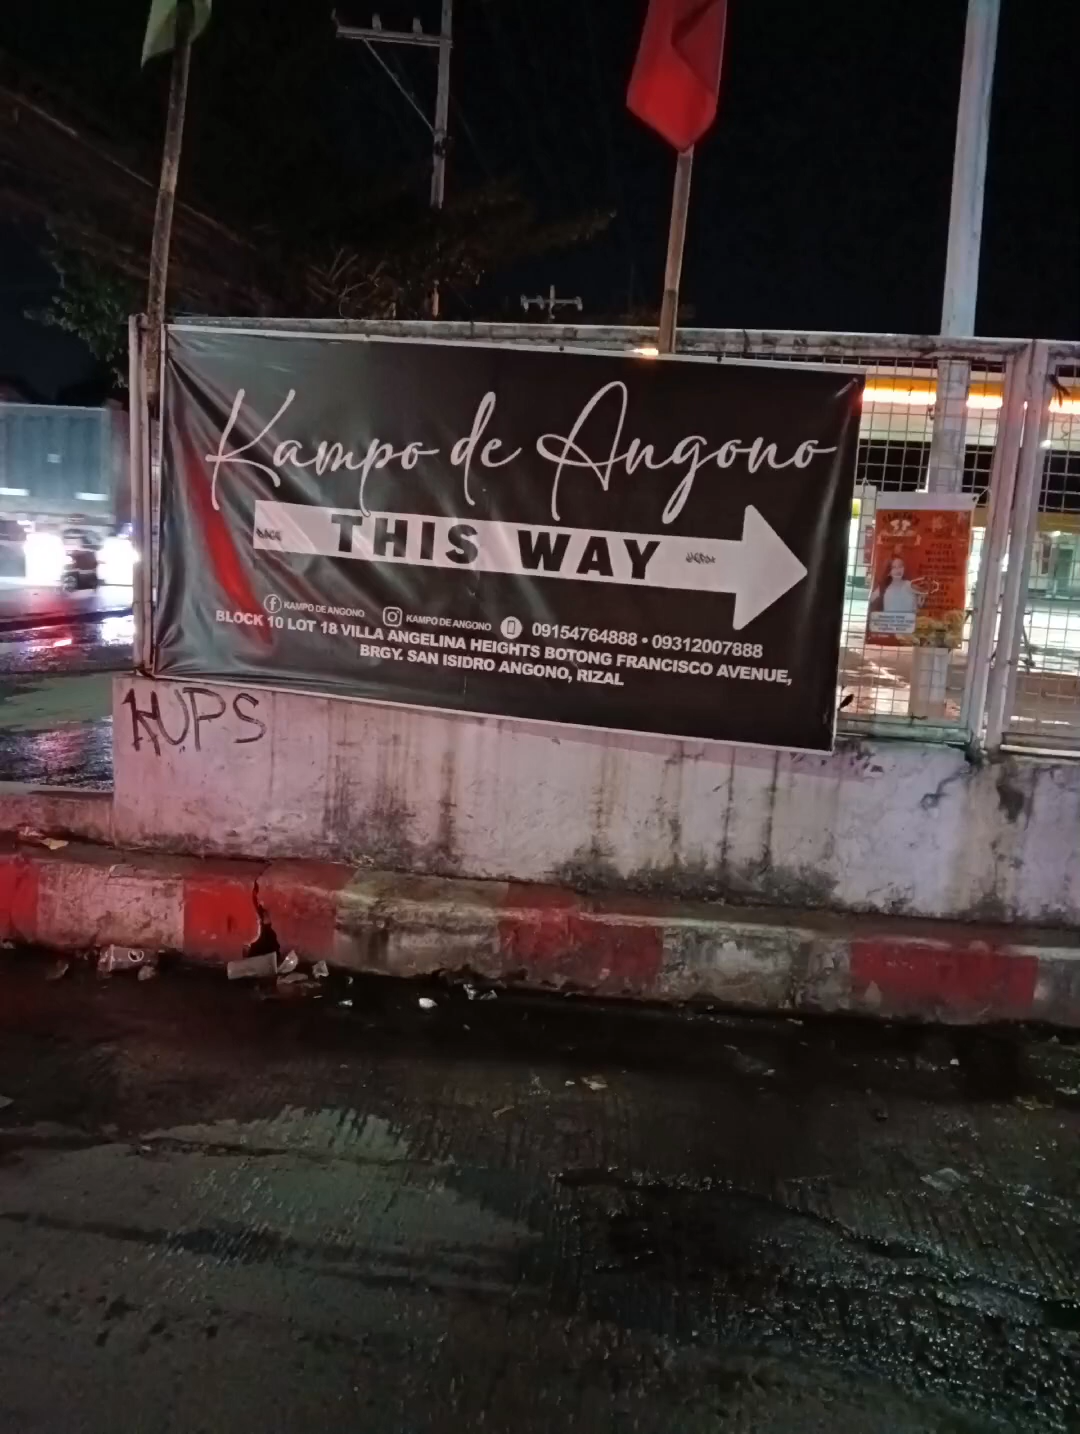 Kampo de Angono
THIS WAY
KAMPO DE ANGONO KAMPO DE ANGONO 09154764888 • 09312007888
BLOCK 10 LOT 18 VILLA ANGELINA HEIGHTS BOTONG FRANCISCO AVENUE,
BRGY. SAN ISIDRO ANGONO, RIZAL
KUPS